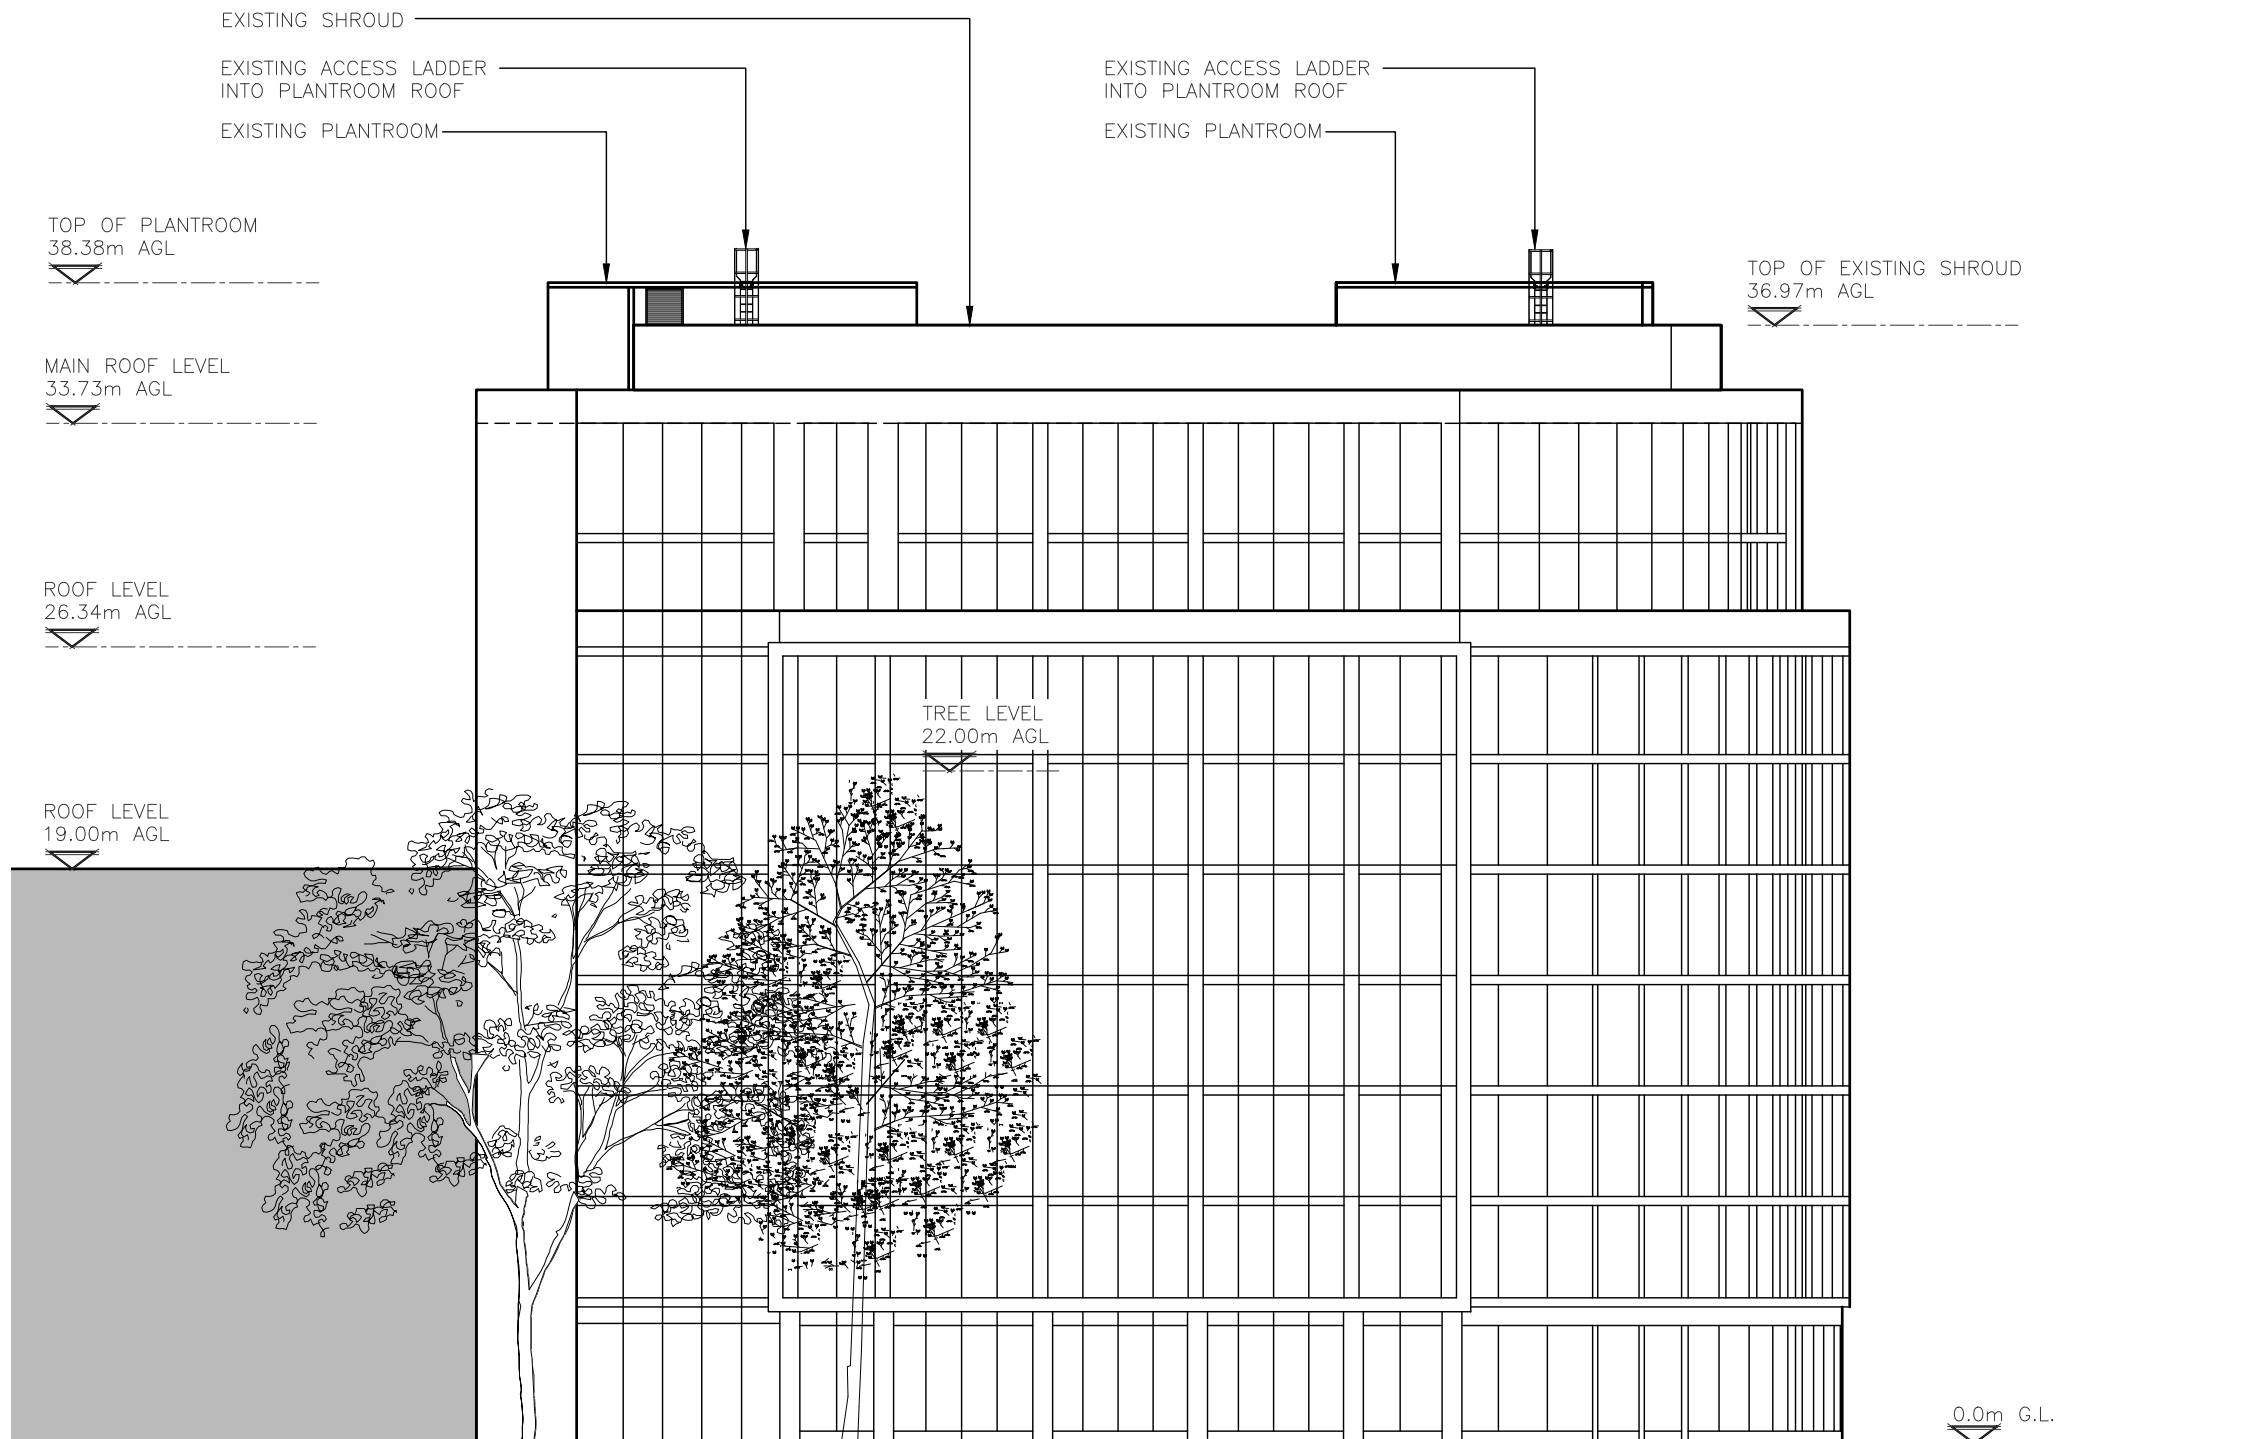 EXISTING SHROUD
EXISTING ACCESS LADDER
INTO PLANTROOM ROOF
EXISTING PLANTROOM
EXISTING ACCESS LADDER
INTO PLANTROOM ROOF
EXISTING PLANTROOM
TOP OF PLANTROOM
38.38m AGL
TOP OF EXISTING SHROUD
36.97m AGL
MAIN ROOF LEVEL
33.73m AGL
ROOF LEVEL
26.34m AGL
TREE LEVEL
22.00m AGL
ROOF LEVEL
19.00m AGL
0.0m G.L.